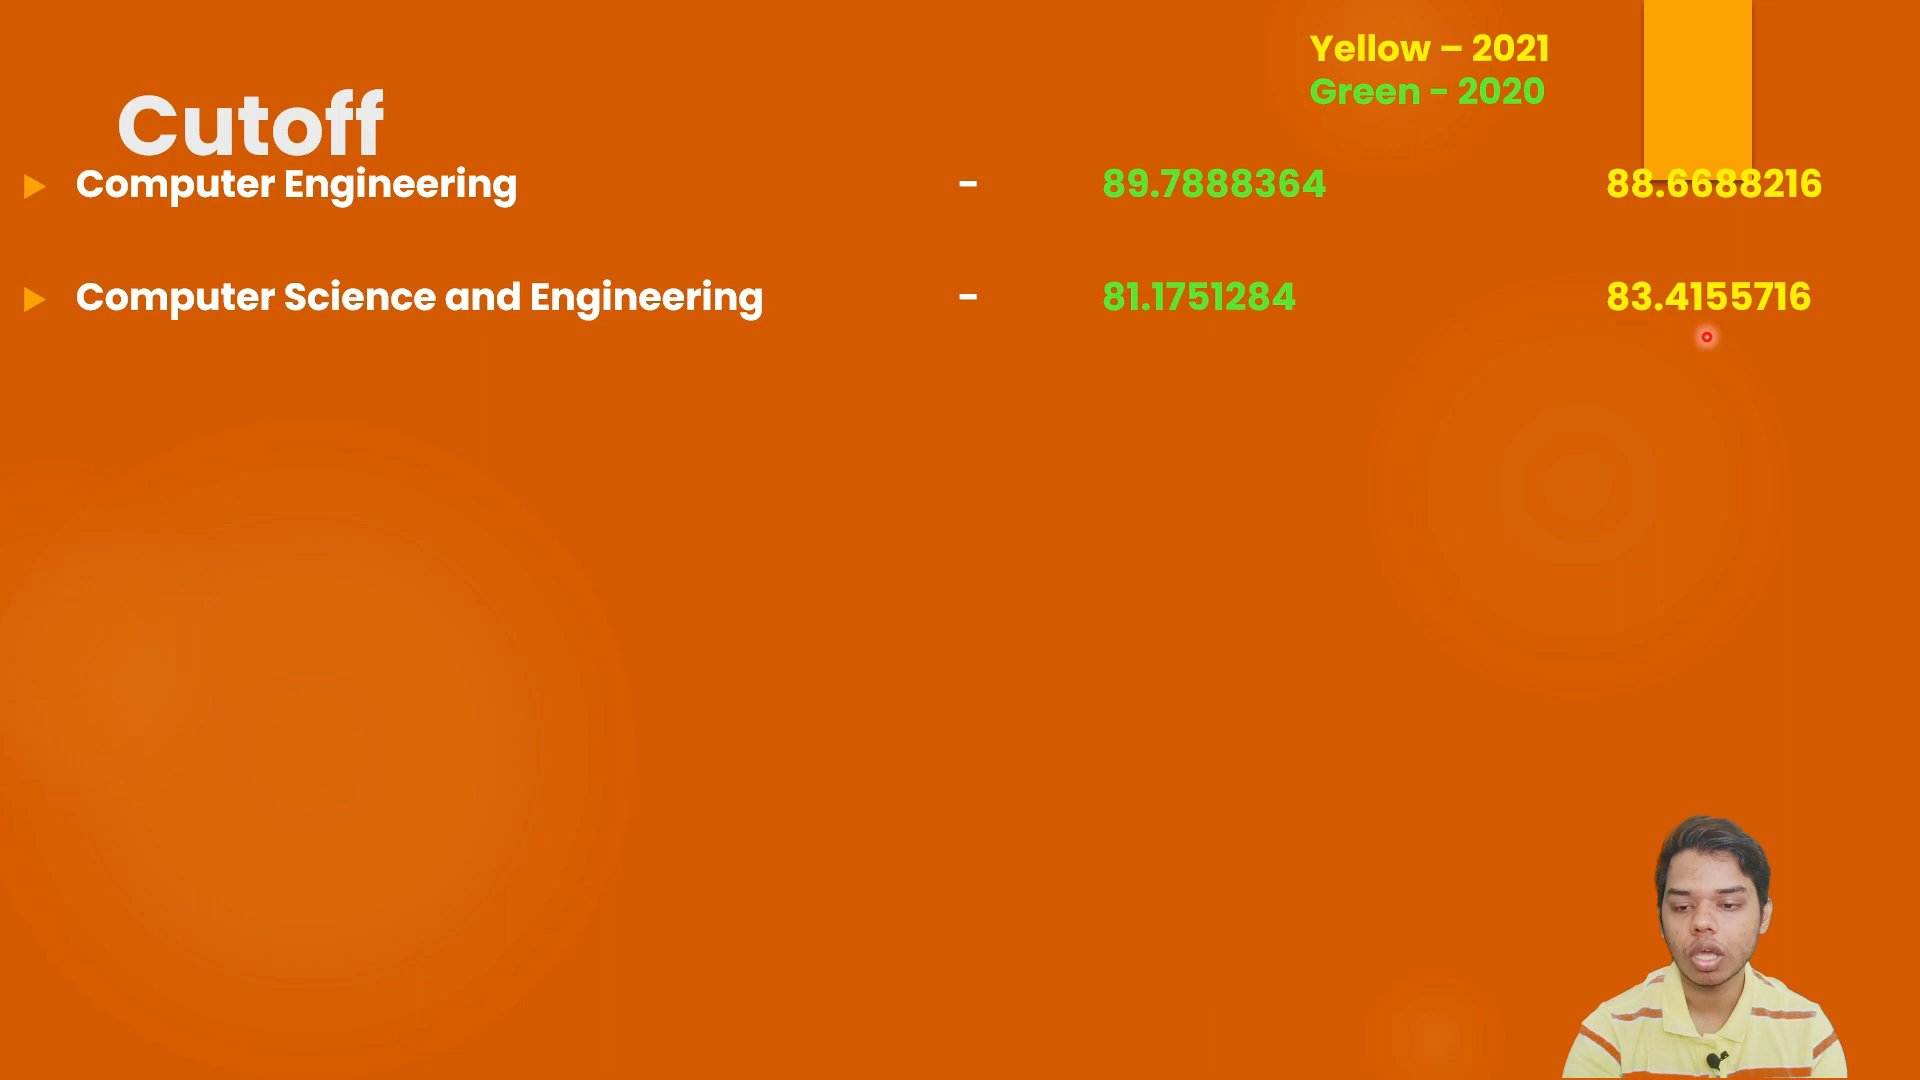 Yellow – 2021
Green - 2020
Cutoff
Computer Engineering - 89.7888364 88.6688216
Computer Science and Engineering - 81.1751284 83.4155716